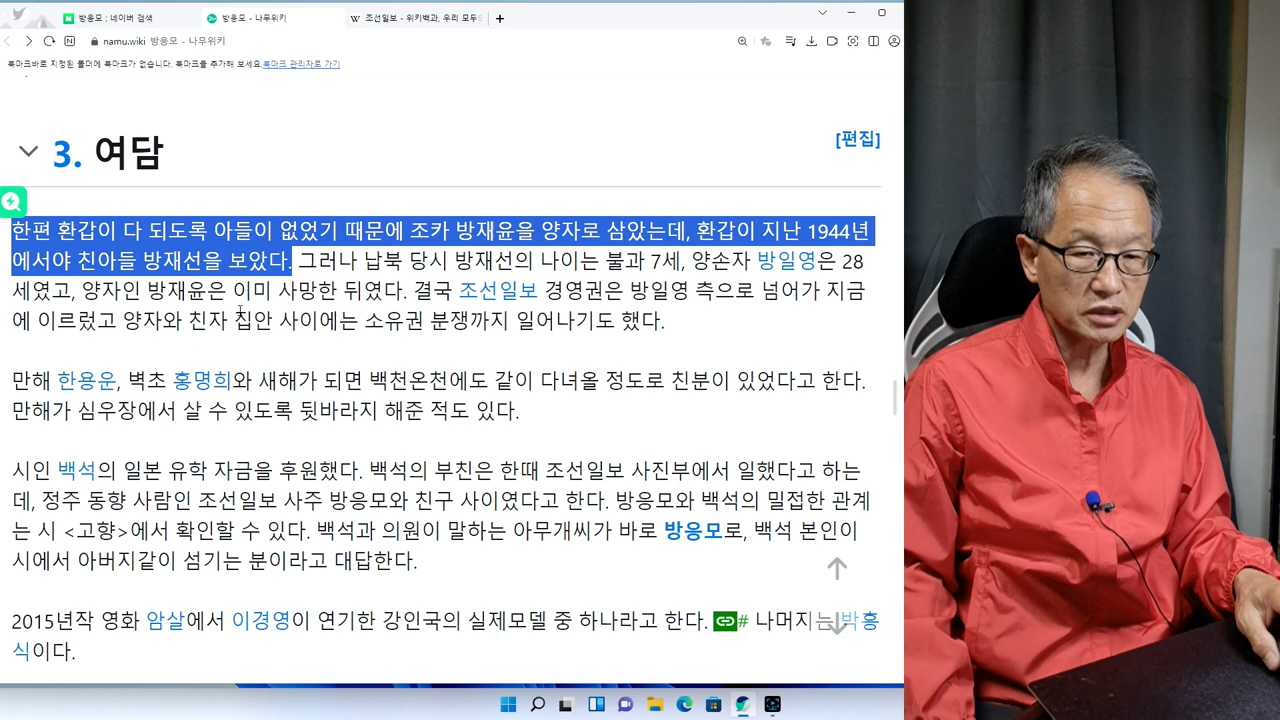 방응모 : 네이버 검색
방응모 - 나무위키
W 조선일보 - 위키백과, 우리 모두의
namu.wiki 방응모 - 나무위키
북마크바로 지정된 폴더에 북마크가 없습니다. 북마크를 추가해 보세요.북마크 관리자로 가기
3. 여담
[편집]
한편 환갑이 다 되도록 아들이 없었기 때문에 조카 방재윤을 양자로 삼았는데, 환갑이 지난 1944년
에서야 친아들 방재선을 보았다. 그러나 납북 당시 방재선의 나이는 불과 7세, 양손자 방일영은 28
세였고, 양자인 방재윤은 이미 사망한 뒤였다. 결국 조선일보 경영권은 방일영 측으로 넘어가 지금
에 이르렀고 양자와 친자 집안 사이에는 소유권 분쟁까지 일어나기도 했다.
만해 한용운, 벽초 홍명희와 새해가 되면 백천온천에도 같이 다녀올 정도로 친분이 있었다고 한다.
만해가 심우장에서 살 수 있도록 뒷바라지 해준 적도 있다.
시인 백석의 일본 유학 자금을 후원했다. 백석의 부친은 한때 조선일보 사진부에서 일했다고 하는
데, 정주 동향 사람인 조선일보 사주 방응모와 친구 사이였다고 한다. 방응모와 백석의 밀접한 관계
는 시 <고향>에서 확인할 수 있다. 백석과 의원이 말하는 아무개씨가 바로 방응모로, 백석 본인이
시에서 아버지같이 섬기는 분이라고 대답한다.
2015년작 영화 암살에서 이경영이 연기한 강인국의 실제모델 중 하나라고 한다. # 나머지는 박흥
식이다.